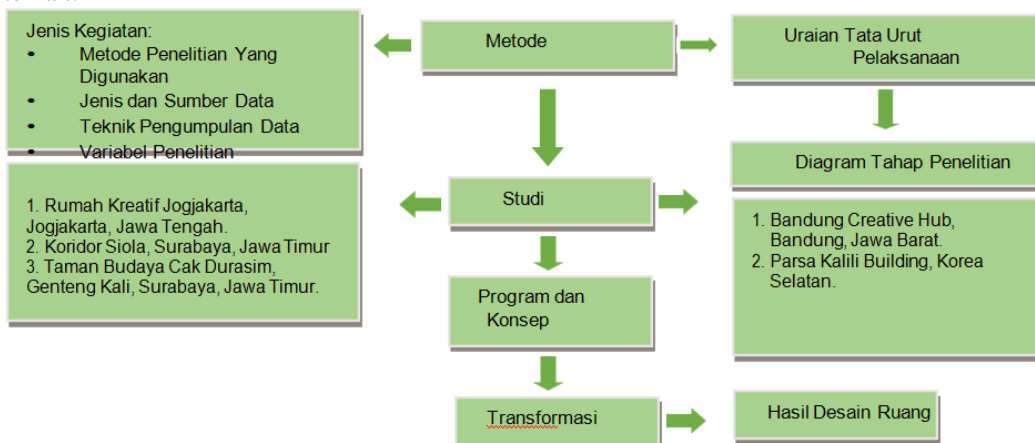 Jenis Kegiatan:
• Metode Penelitian Yang
Digunakan
• Jenis dan Sumber Data
• Teknik Pengumpulan Data
• Variabel Penelitian
Metode
Uraian Tata Urut
Pelaksanaan
Diagram Tahap Penelitian
1. Rumah Kreatif Jogjakarta,
Jogjakarta, Jawa Tengah.
2. Koridor Siola, Surabaya, Jawa Timur
3. Taman Budaya Cak Durasim,
Genteng Kali, Surabaya, Jawa Timur.
Studi
1. Bandung Creative Hub,
Bandung, Jawa Barat.
2. Parsa Kalili Building, Korea
Selatan.
Program dan
Konsep
Transformasi
Hasil Desain Ruang